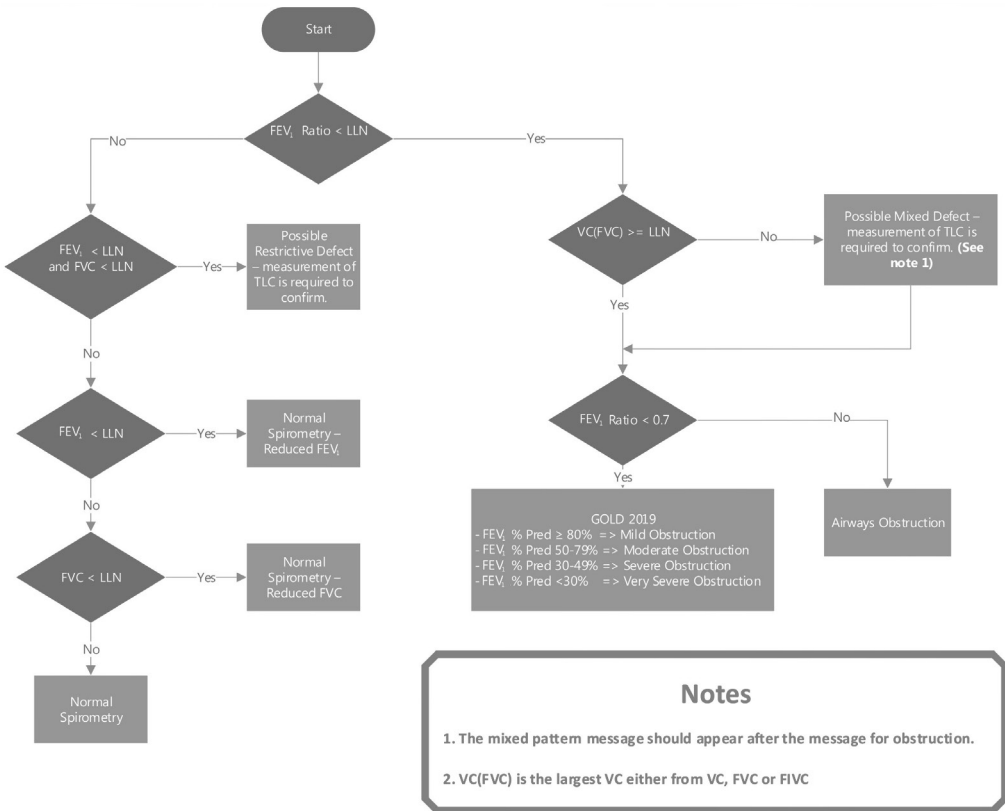 Start
FEV₁ Ratio < LLN
No
Yes
FEV₁ < LLN
and FVC < LLN
Yes
Possible
Restrictive Defect
– measurement of
TLC is required to
confirm.
VC(FVC) >= LLN
No
Possible Mixed Defect –
measurement of TLC is
required to confirm. (See
note 1)
Yes
No
FEV₁ < LLN
Yes
Normal
Spirometry –
Reduced FEV₁
FEV₁ Ratio < 0.7
No
Yes
No
GOLD 2019
- FEV₁ % Pred ≥ 80% => Mild Obstruction
- FEV₁ % Pred 50-79% => Moderate Obstruction
- FEV₁ % Pred 30-49% => Severe Obstruction
- FEV₁ % Pred <30% => Very Severe Obstruction
Airways Obstruction
FVC < LLN
Yes
Normal
Spirometry –
Reduced FVC
No
Normal
Spirometry
Notes
1. The mixed pattern message should appear after the message for obstruction.
2. VC(FVC) is the largest VC either from VC, FVC or FIVC